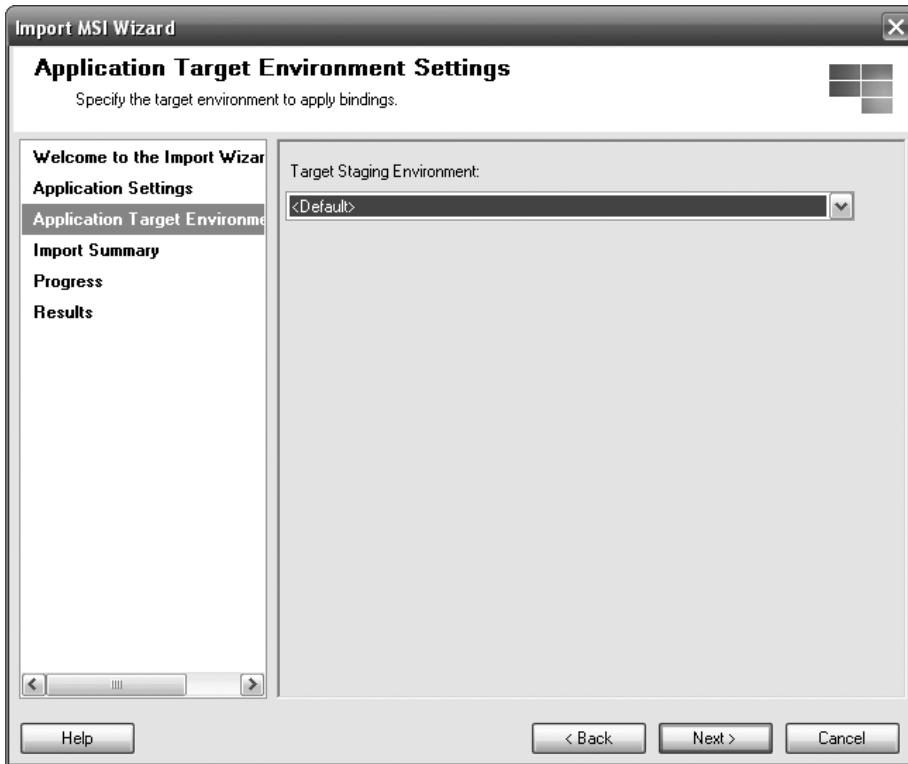 Import MSI Wizard
Application Target Environment Settings
Specify the target environment to apply bindings.
Welcome to the Import Wizar
Application Settings
Application Target Environme
Import Summary
Progress
Results
Target Staging Environment:
<Default>
Help
< Back
Next >
Cancel